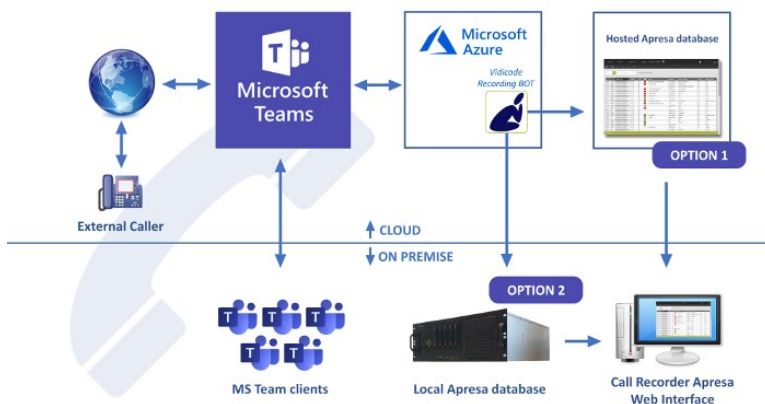 Microsoft
Teams
Microsoft
Azure
Vidicode
Recording BOT
Hosted Apresa database
OPTION 1
External Caller
CLOUD
ON PREMISE
OPTION 2
MS Team clients
Local Apresa database
Call Recorder Apresa
Web Interface